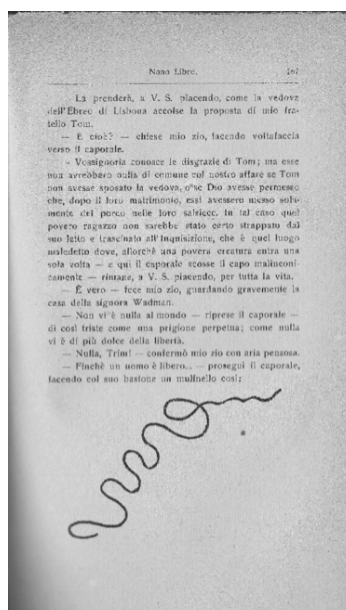 Nono Libro. 167
— La prenderà, a V. S. piacendo, come la vedova
dell'Ebreo di Lisbona accolse la proposta di mio fra-
tello Tom.
— E cioè? — chiese mio zio, facendo voltafaccia
verso il caporale.
— Vossignoria conosce le disgrazie di Tom; ma esse
non avrebbero nulla di comune col nostro affare se Tom
non avesse sposato la vedova, o se Dio avesse permesso
che, dopo il loro matrimonio, essi avessero messo solo-
mente del porco nelle loro salsicce. In tal caso quel
povero ragazzo non sarebbe stato certo strappato dal
suo letto e trascinato all'Inquisizione, che è quel luogo
maledetto dove, allorchè una povera creatura entra una
sola volta — e qui il caporale scosse il capo malinconi-
camente — rimane, a V. S. piacendo, per tutta la vita.
— È vero — fece mio zio, guardando gravemente la
casa della signora Wadman.
— Non vi è nulla al mondo — riprese il caporale —
di così triste come una prigione perpetua; come nulla
vi è di più dolce della libertà.
— Nulla, Trim! — confermò mio zio con aria pensosa.
— Finchè un uomo è libero... — proseguì il caporale,
facendo col suo bastone un mulinello così;